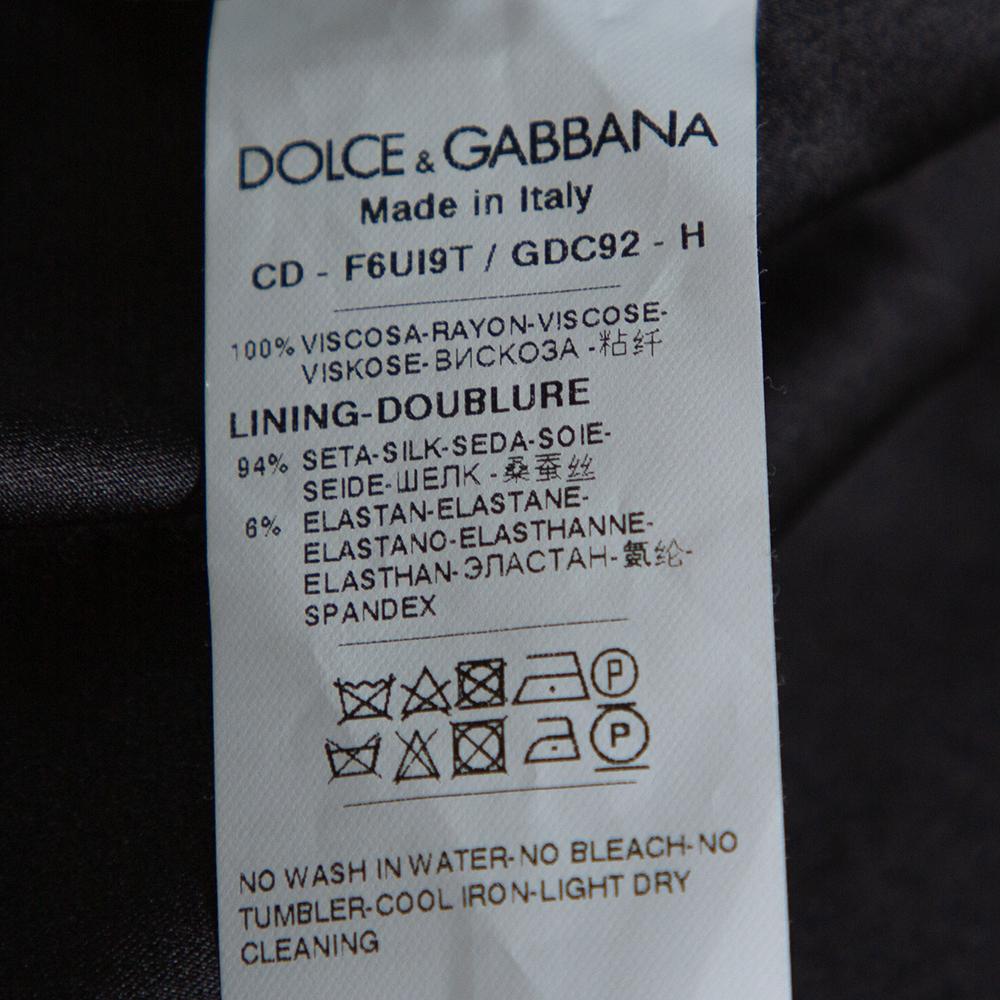 DOLCE & GABBANA
Made in Italy
CD - F6UI9T / GDC92 - H
100% VISCOSA-RAYON-VISCOSE-
VISKOSE-ВИСКОЗА -粘纤
LINING-DOUBLURE
94% SETA-SILK-SEDA-SOIE-
SEIDE-ШЕЛК -桑蚕丝
6% ELASTAN-ELASTANE-
ELASTANO-ELASTHANNE-
ELASTHAN-ЭЛАСТАН-氨纶-
SPANDEX
P
P
NO WASH IN WATER-NO BLEACH-NO
TUMBLER-COOL IRON-LIGHT DRY
CLEANING